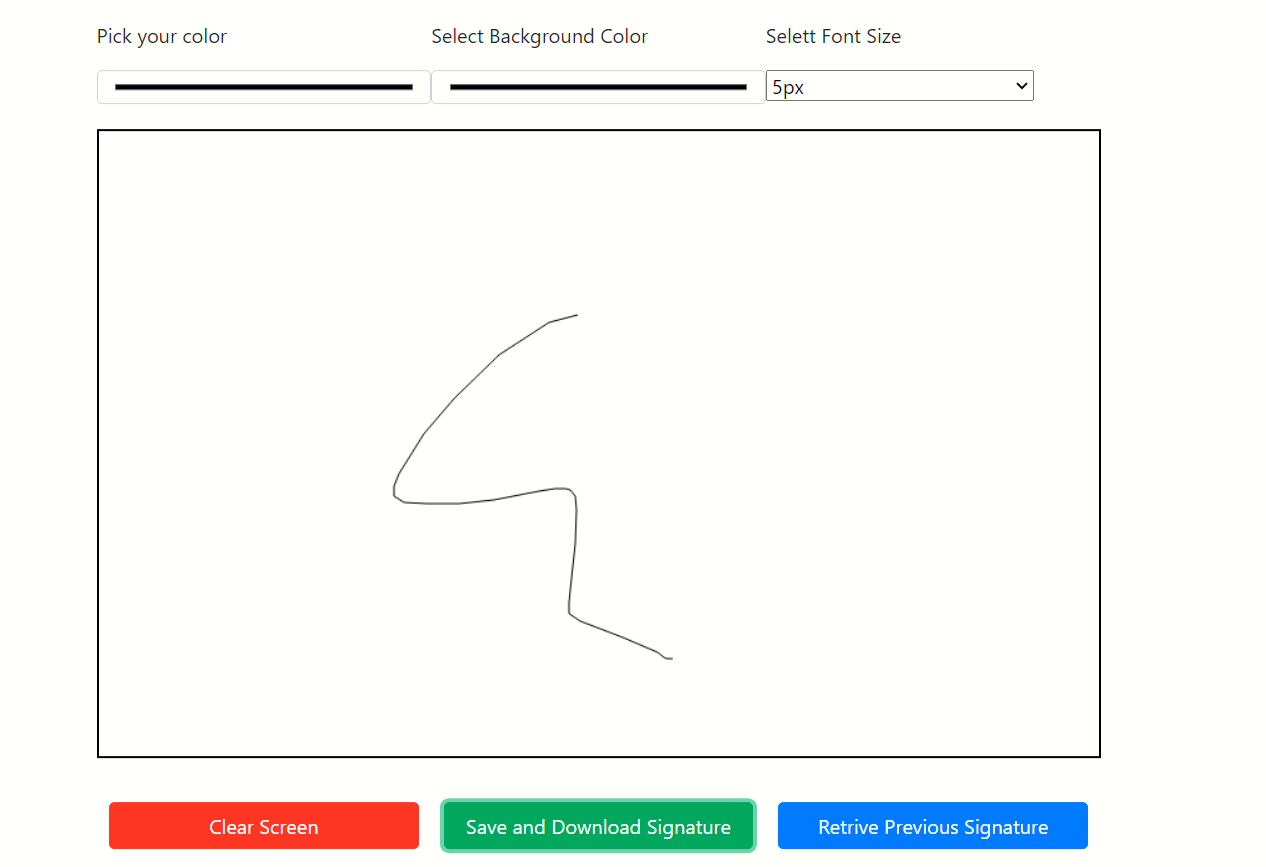 Pick your color
Select Background Color
Selett Font Size
5px
Clear Screen
Save and Download Signature
Retrive Previous Signature